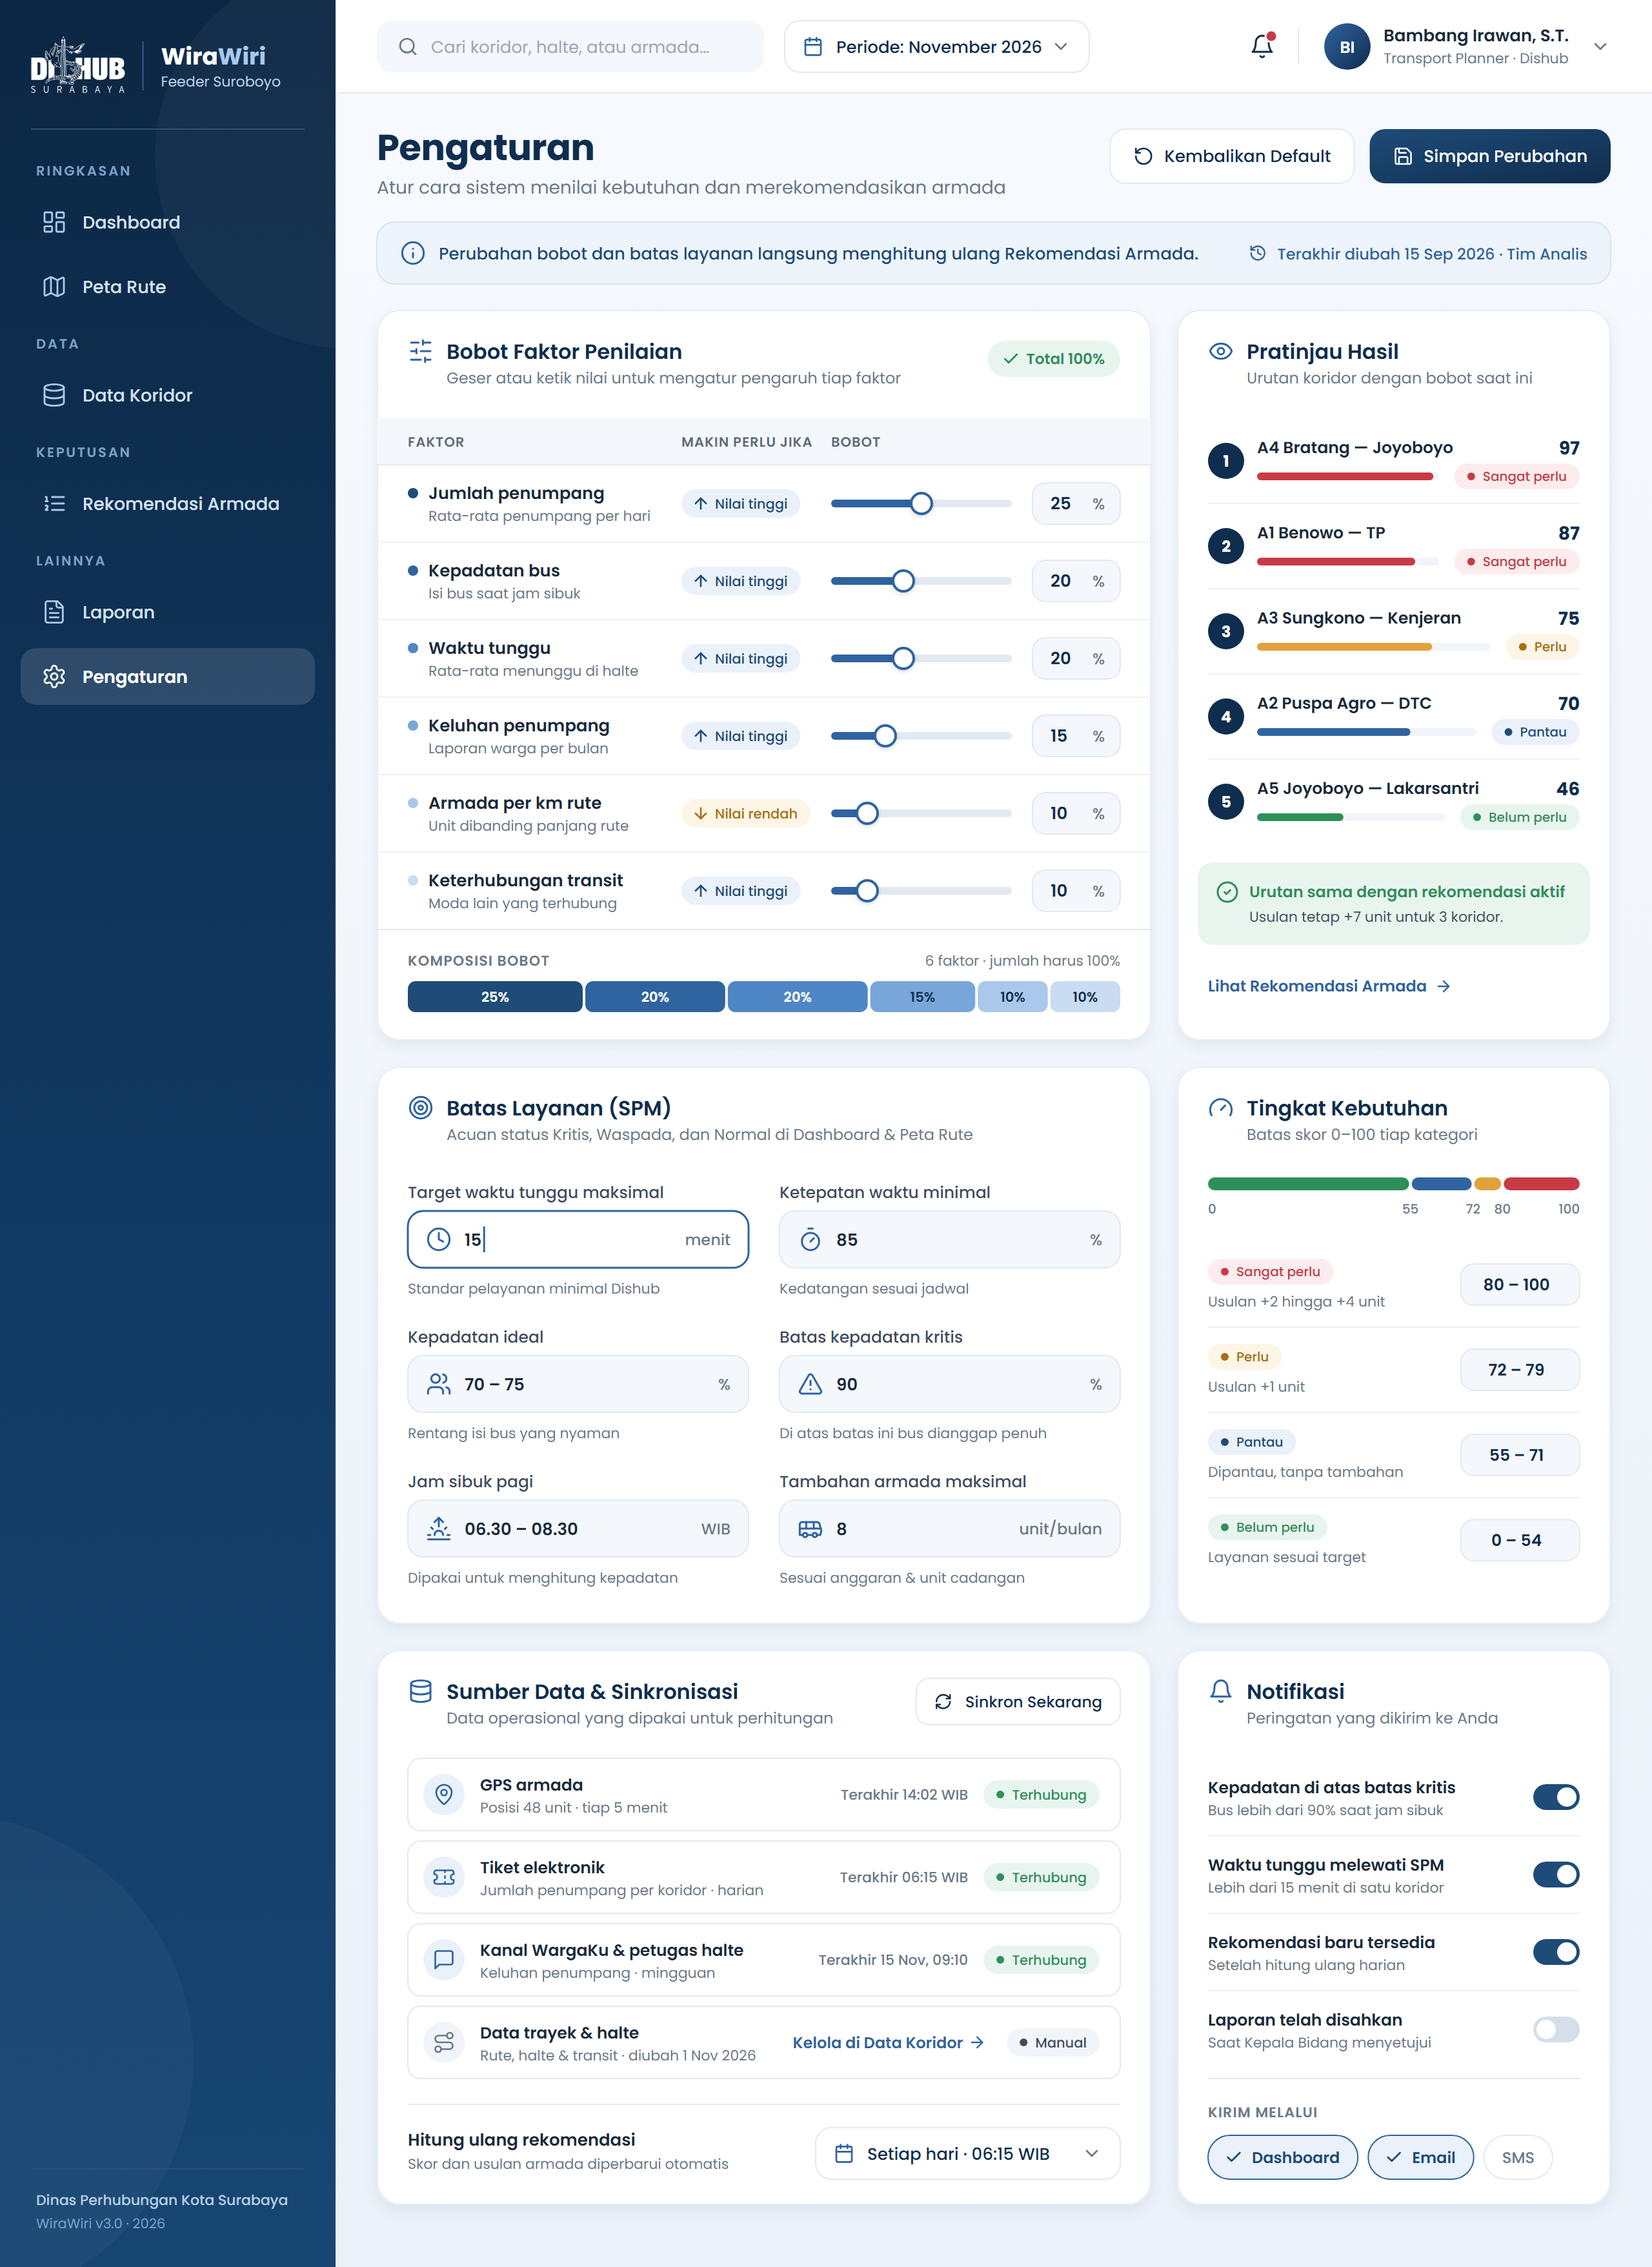 DISHUB
SURABAYA
WiraWiri
Feeder Suroboyo
RINGKASAN
Dashboard
Peta Rute
DATA
Data Koridor
KEPUTUSAN
Rekomendasi Armada
LAINNYA
Laporan
Pengaturan
Dinas Perhubungan Kota Surabaya
WiraWiri v3.0 · 2026
Cari koridor, halte, atau armada...
Periode: November 2026
BI
Bambang Irawan, S.T.
Transport Planner · Dishub
Pengaturan
Atur cara sistem menilai kebutuhan dan merekomendasikan armada
Kembalikan Default
Simpan Perubahan
Perubahan bobot dan batas layanan langsung menghitung ulang Rekomendasi Armada.
Terakhir diubah 15 Sep 2026 · Tim Analis
Bobot Faktor Penilaian
Geser atau ketik nilai untuk mengatur pengaruh tiap faktor
Total 100%
FAKTOR MAKIN PERLU JIKA BOBOT
Jumlah penumpang
Rata-rata penumpang per hari
Nilai tinggi
25 %
Kepadatan bus
Isi bus saat jam sibuk
Nilai tinggi
20 %
Waktu tunggu
Rata-rata menunggu di halte
Nilai tinggi
20 %
Keluhan penumpang
Laporan warga per bulan
Nilai tinggi
15 %
Armada per km rute
Unit dibanding panjang rute
Nilai rendah
10 %
Keterhubungan transit
Moda lain yang terhubung
Nilai tinggi
10 %
KOMPOSISI BOBOT
6 faktor · jumlah harus 100%
25% 20% 20% 15% 10% 10%
Pratinjau Hasil
Urutan koridor dengan bobot saat ini
1
A4 Bratang — Joyoboyo 97
Sangat perlu
2
A1 Benowo — TP 87
Sangat perlu
3
A3 Sungkono — Kenjeran 75
Perlu
4
A2 Puspa Agro — DTC 70
Pantau
5
A5 Joyoboyo — Lakarsantri 46
Belum perlu
Urutan sama dengan rekomendasi aktif
Usulan tetap +7 unit untuk 3 koridor.
Lihat Rekomendasi Armada
Batas Layanan (SPM)
Acuan status Kritis, Waspada, dan Normal di Dashboard & Peta Rute
Target waktu tunggu maksimal
15 menit
Standar pelayanan minimal Dishub
Ketepatan waktu minimal
85 %
Kedatangan sesuai jadwal
Kepadatan ideal
70 – 75 %
Rentang isi bus yang nyaman
Batas kepadatan kritis
90 %
Di atas batas ini bus dianggap penuh
Jam sibuk pagi
06.30 – 08.30 WIB
Dipakai untuk menghitung kepadatan
Tambahan armada maksimal
8 unit/bulan
Sesuai anggaran & unit cadangan
Tingkat Kebutuhan
Batas skor 0–100 tiap kategori
0 55 72 80 100
Sangat perlu
Usulan +2 hingga +4 unit
80 – 100
Perlu
Usulan +1 unit
72 – 79
Pantau
Dipantau, tanpa tambahan
55 – 71
Belum perlu
Layanan sesuai target
0 – 54
Sumber Data & Sinkronisasi
Data operasional yang dipakai untuk perhitungan
Sinkron Sekarang
GPS armada
Posisi 48 unit · tiap 5 menit
Terakhir 14:02 WIB
Terhubung
Tiket elektronik
Jumlah penumpang per koridor · harian
Terakhir 06:15 WIB
Terhubung
Kanal WargaKu & petugas halte
Keluhan penumpang · mingguan
Terakhir 15 Nov, 09:10
Terhubung
Data trayek & halte
Rute, halte & transit · diubah 1 Nov 2026
Kelola di Data Koridor
Manual
Hitung ulang rekomendasi
Skor dan usulan armada diperbarui otomatis
Setiap hari · 06:15 WIB
Notifikasi
Peringatan yang dikirim ke Anda
Kepadatan di atas batas kritis
Bus lebih dari 90% saat jam sibuk
Waktu tunggu melewati SPM
Lebih dari 15 menit di satu koridor
Rekomendasi baru tersedia
Setelah hitung ulang harian
Laporan telah disahkan
Saat Kepala Bidang menyetujui
KIRIM MELALUI
Dashboard
Email
SMS